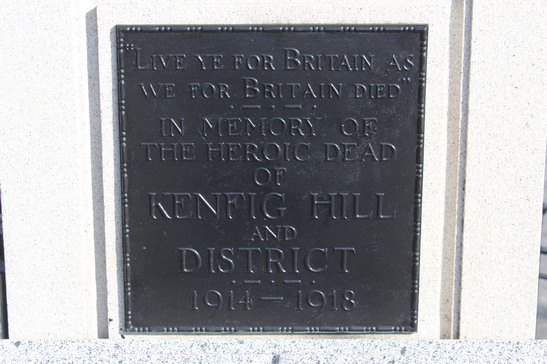 "LIVE YE FOR BRITAIN AS
WE FOR BRITAIN DIED"
IN MEMORY OF
THE HEROIC DEAD
OF
KENFIG HILL
AND
DISTRICT
1914 — 1918